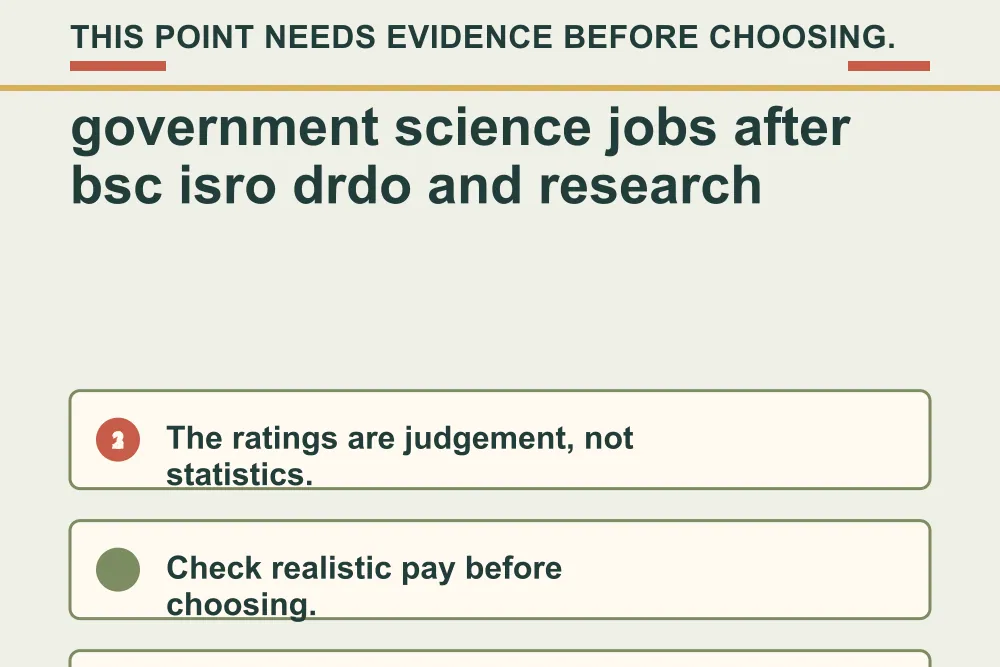 THIS POINT NEEDS EVIDENCE BEFORE CHOOSING.
government science jobs after
bsc isro drdo and research
The ratings are judgement, not
statistics.
Check realistic pay before
choosing.